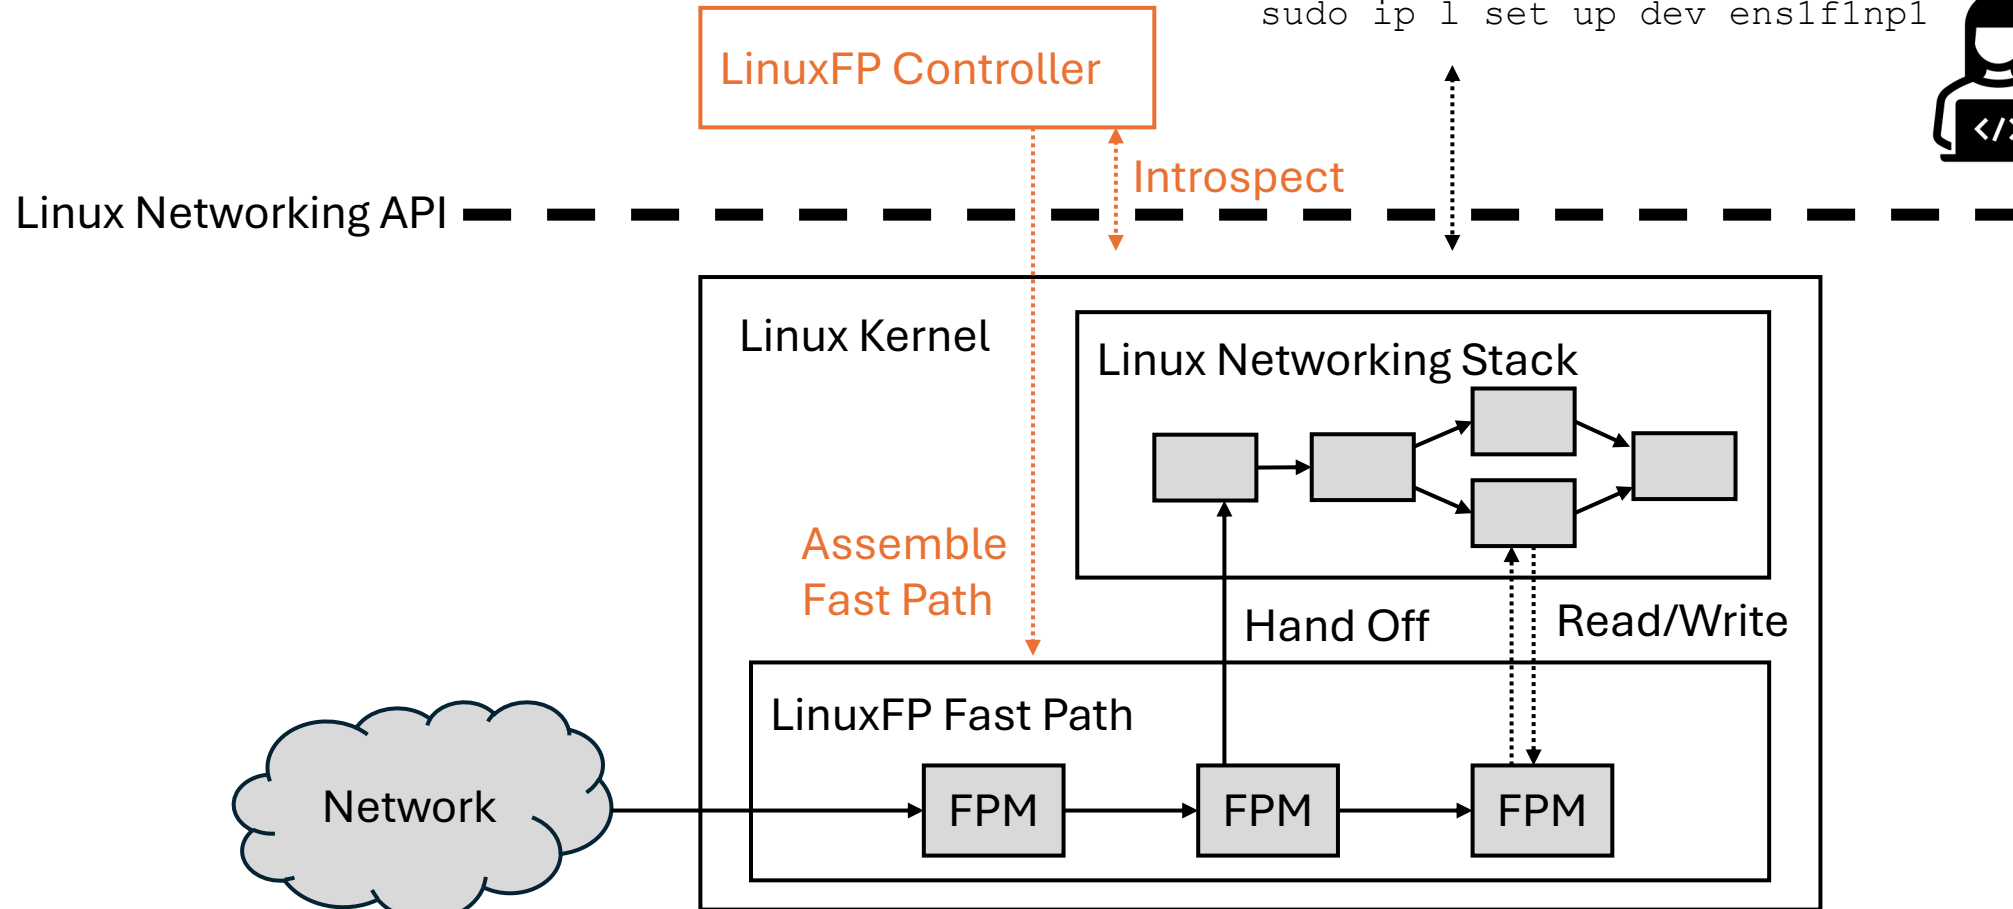 sudo ip l set up dev ens1f1np1
LinuxFP Controller
</>
Introspect
Linux Networking API
Linux Kernel
Linux Networking Stack
Assemble
Fast Path
Hand Off
Read/Write
LinuxFP Fast Path
Network
FPM
FPM
FPM